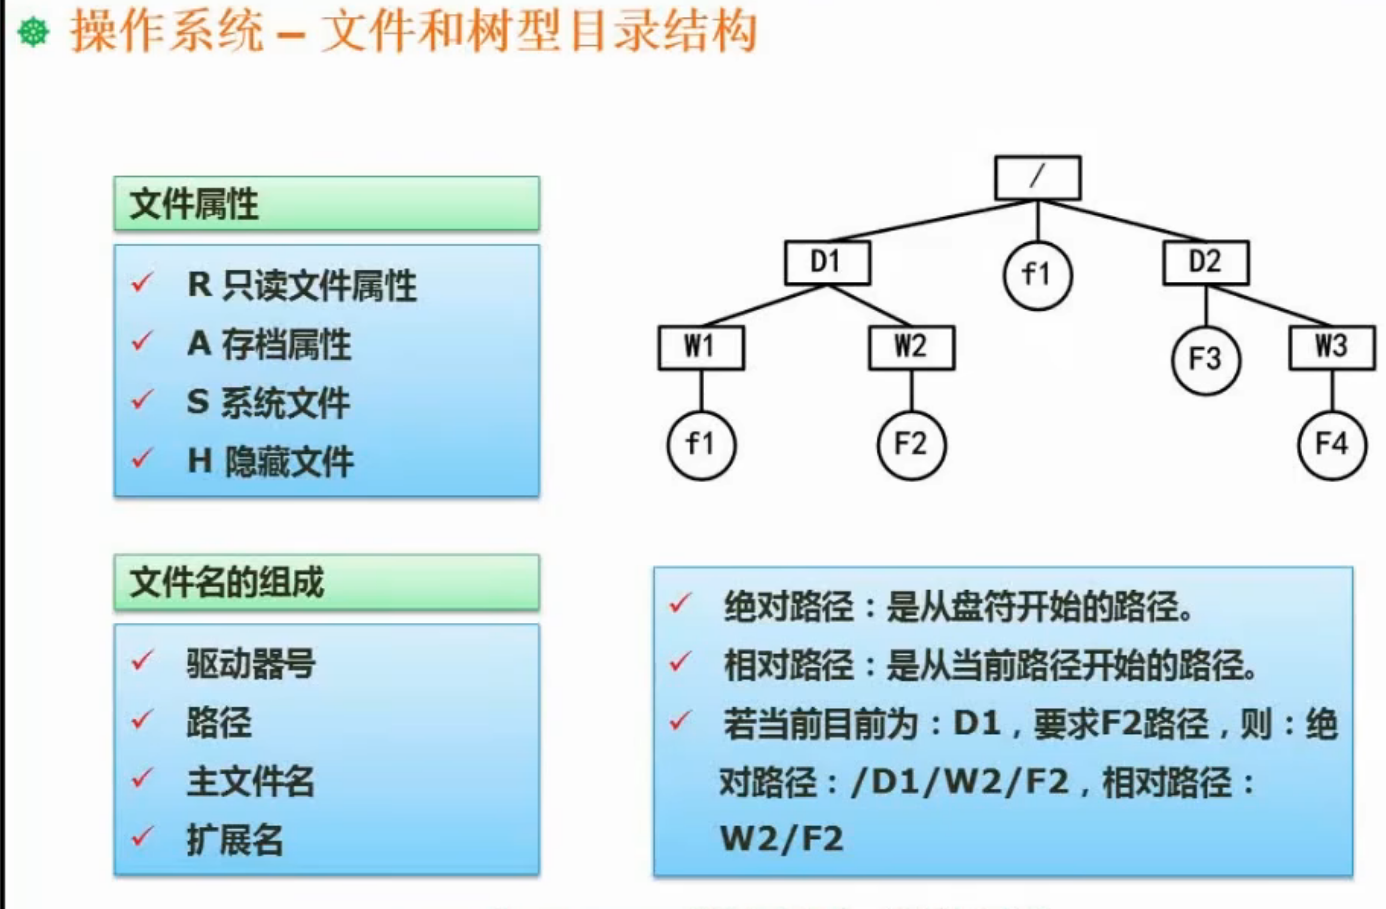 操作系统 – 文件和树型目录结构
文件属性
R 只读文件属性
A 存档属性
S 系统文件
H 隐藏文件
文件名的组成
驱动器号
路径
主文件名
扩展名
/
D1
f1
D2
W1
W2
F3
W3
f1
F2
F4
绝对路径：是从盘符开始的路径。
相对路径：是从当前路径开始的路径。
若当前目前为：D1，要求F2路径，则：绝
对路径：/D1/W2/F2，相对路径：
W2/F2